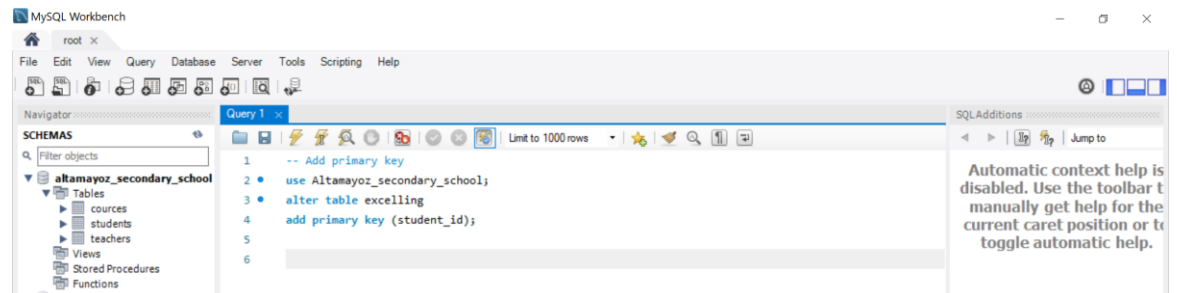 MySQL Workbench
root ×
File Edit View Query Database Server Tools Scripting Help
Navigator
SCHEMAS
Filter objects
altamayoz_secondary_school
Tables
cources
students
teachers
Views
Stored Procedures
Functions
Query 1 ×
Limit to 1000 rows
1 -- Add primary key
2 use Altamayoz_secondary_school;
3 alter table excelling
4 add primary key (student_id);
5
6
SQLAdditions
Jump to
Automatic context help is
disabled. Use the toolbar t
manually get help for the
current caret position or to
toggle automatic help.